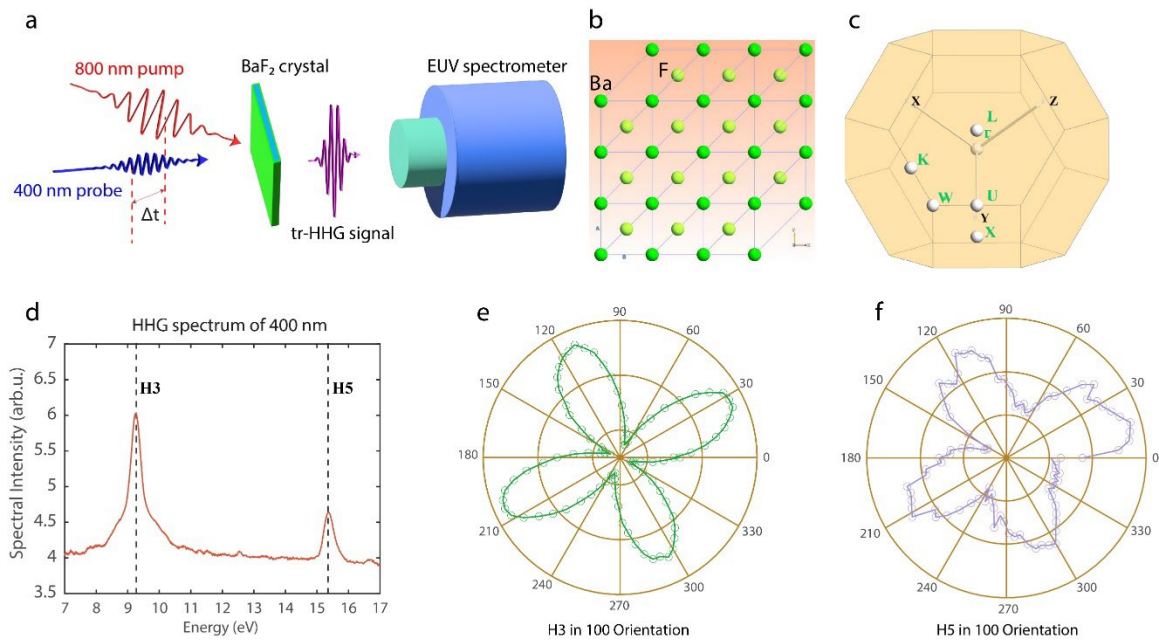 a
800 nm pump
BaF₂ crystal
EUV spectrometer
400 nm probe
Δt
tr-HHG signal
b
F
Ba
c
X
Z
L
K
W
U
Y
X
d
HHG spectrum of 400 nm
7
6.5
6
5.5
5
4.5
4
3.5
H3
H5
Spectral Intensity (arb.u.)
7 8 9 10 11 12 13 14 15 16 17
Energy (eV)
e
90
120 60
150 30
180 0
210 330
240 300
270
H3 in 100 Orientation
f
90
120 60
150 30
180 0
210 330
240 300
270
H5 in 100 Orientation